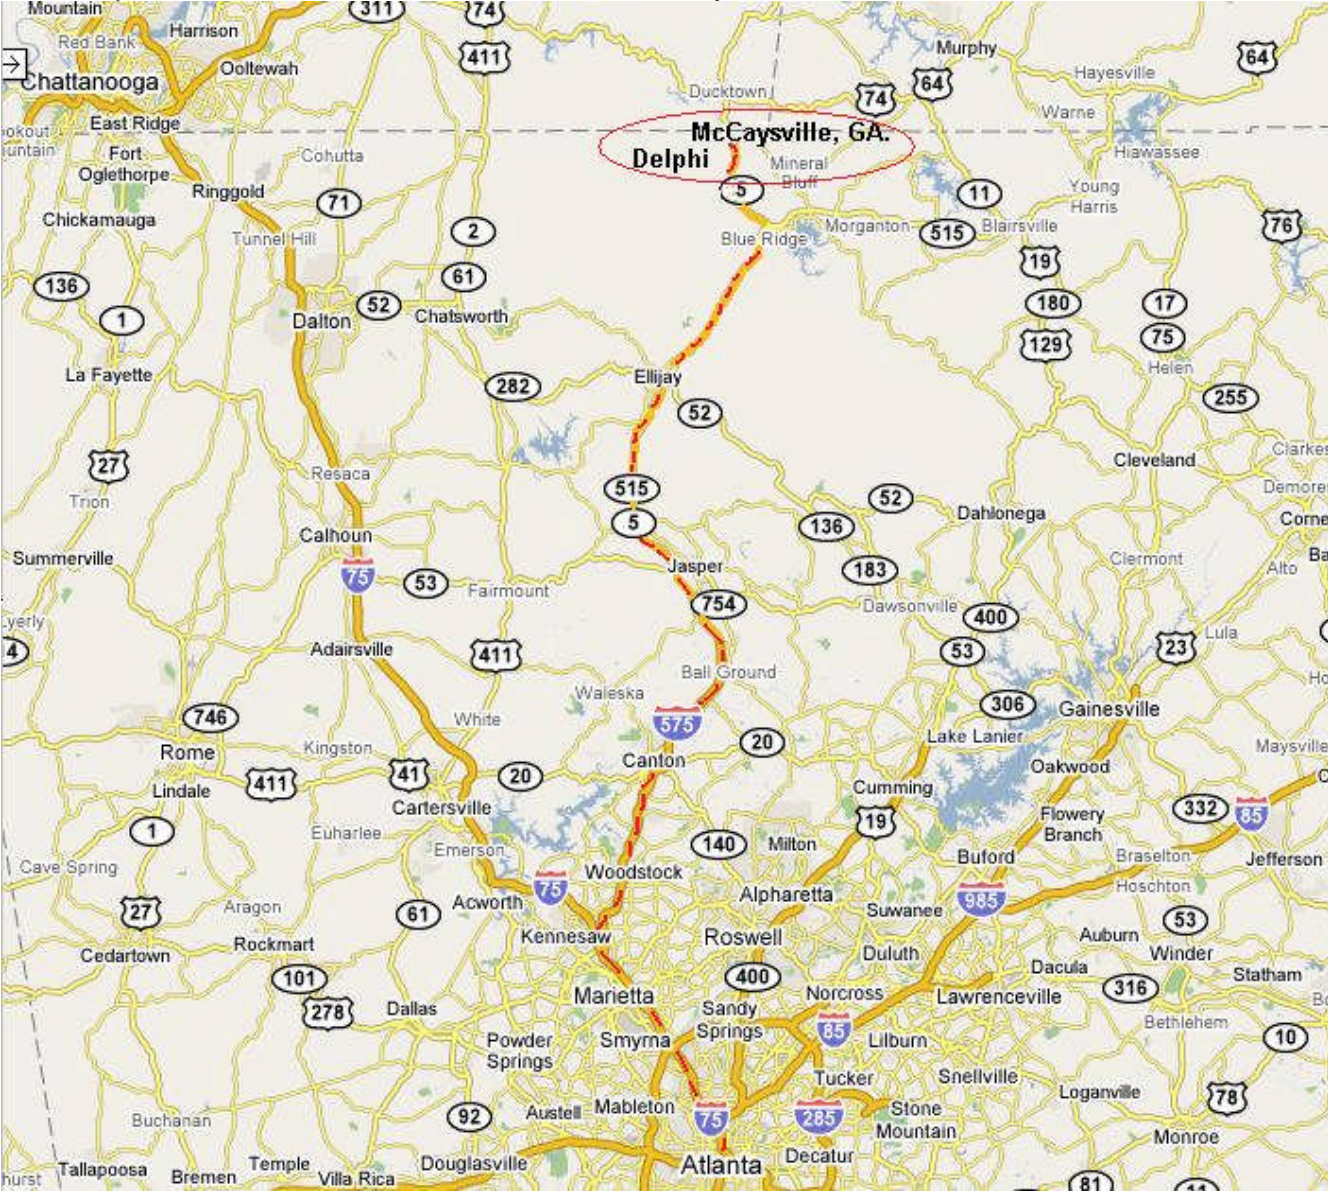 Mountain
Harrison
311
74
Red Bank
411
Murphy
64
Ooltewah
Hayesville
Chattanooga
Ducktown
74
64
Warne
East Ridge
McCaysville, GA.
Delphi
Fort
Oglethorpe
Cohutta
Mineral
Bluff
Hiawassee
Ringgold
71
5
11
Young
Harris
Chickamauga
2
Tunnel Hill
Blue Ridge
Morganton
515
Blairsville
76
19
136
61
52
1
Dalton
Chatsworth
180
17
129
75
La Fayette
Ellijay
Helen
282
52
255
27
Resaca
Cleveland
Trion
515
52
5
136
Dahlonega
Calhoun
Summerville
75
53
Fairmount
Jasper
183
Clermont
Alto
754
Dawsonville
400
Adairsville
411
53
23
Lula
4
Ball Ground
Waleska
306
Gainesville
746
White
575
Rome
Kingston
20
Lake Lanier
411
41
20
Canton
Oakwood
Lindale
Cumming
Cartersville
332
85
1
Euharlee
19
Flowery
Branch
Emerson
140
Milton
Cave Spring
Woodstock
Buford
Braselton
Jefferson
75
Alpharetta
985
Hoschton
27
Aragon
61
Acworth
Suwanee
53
Cedartown
Rockmart
Kennesaw
Roswell
Auburn
Duluth
Winder
101
400
Dacula
Statham
278
Dallas
Marietta
Norcross
Lawrenceville
316
Sandy
Springs
85
Bethlehem
Powder
Springs
Smyrna
Lilburn
10
Tucker
Snellville
Loganville
78
92
Austell
Mableton
75
285
Stone
Mountain
Buchanan
Monroe
Tallapoosa
Temple
Douglasville
Atlanta
Decatur
Bremen
Villa Rica
81
11